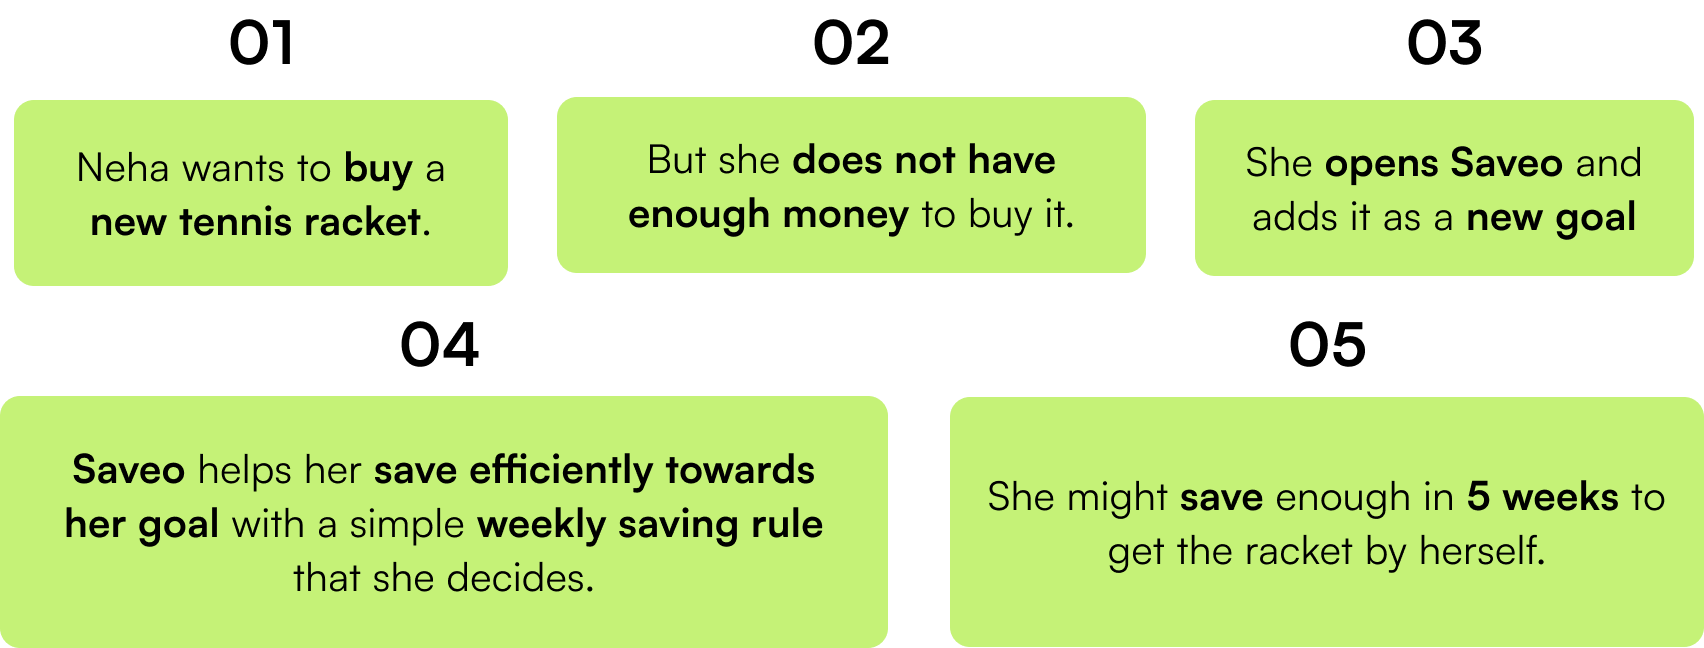 01
Neha wants to buy a
new tennis racket.
02
But she does not have
enough money to buy it.
03
She opens Saveo and
adds it as a new goal
04
Saveo helps her save efficiently towards
her goal with a simple weekly saving rule
that she decides.
05
She might save enough in 5 weeks to
get the racket by herself.